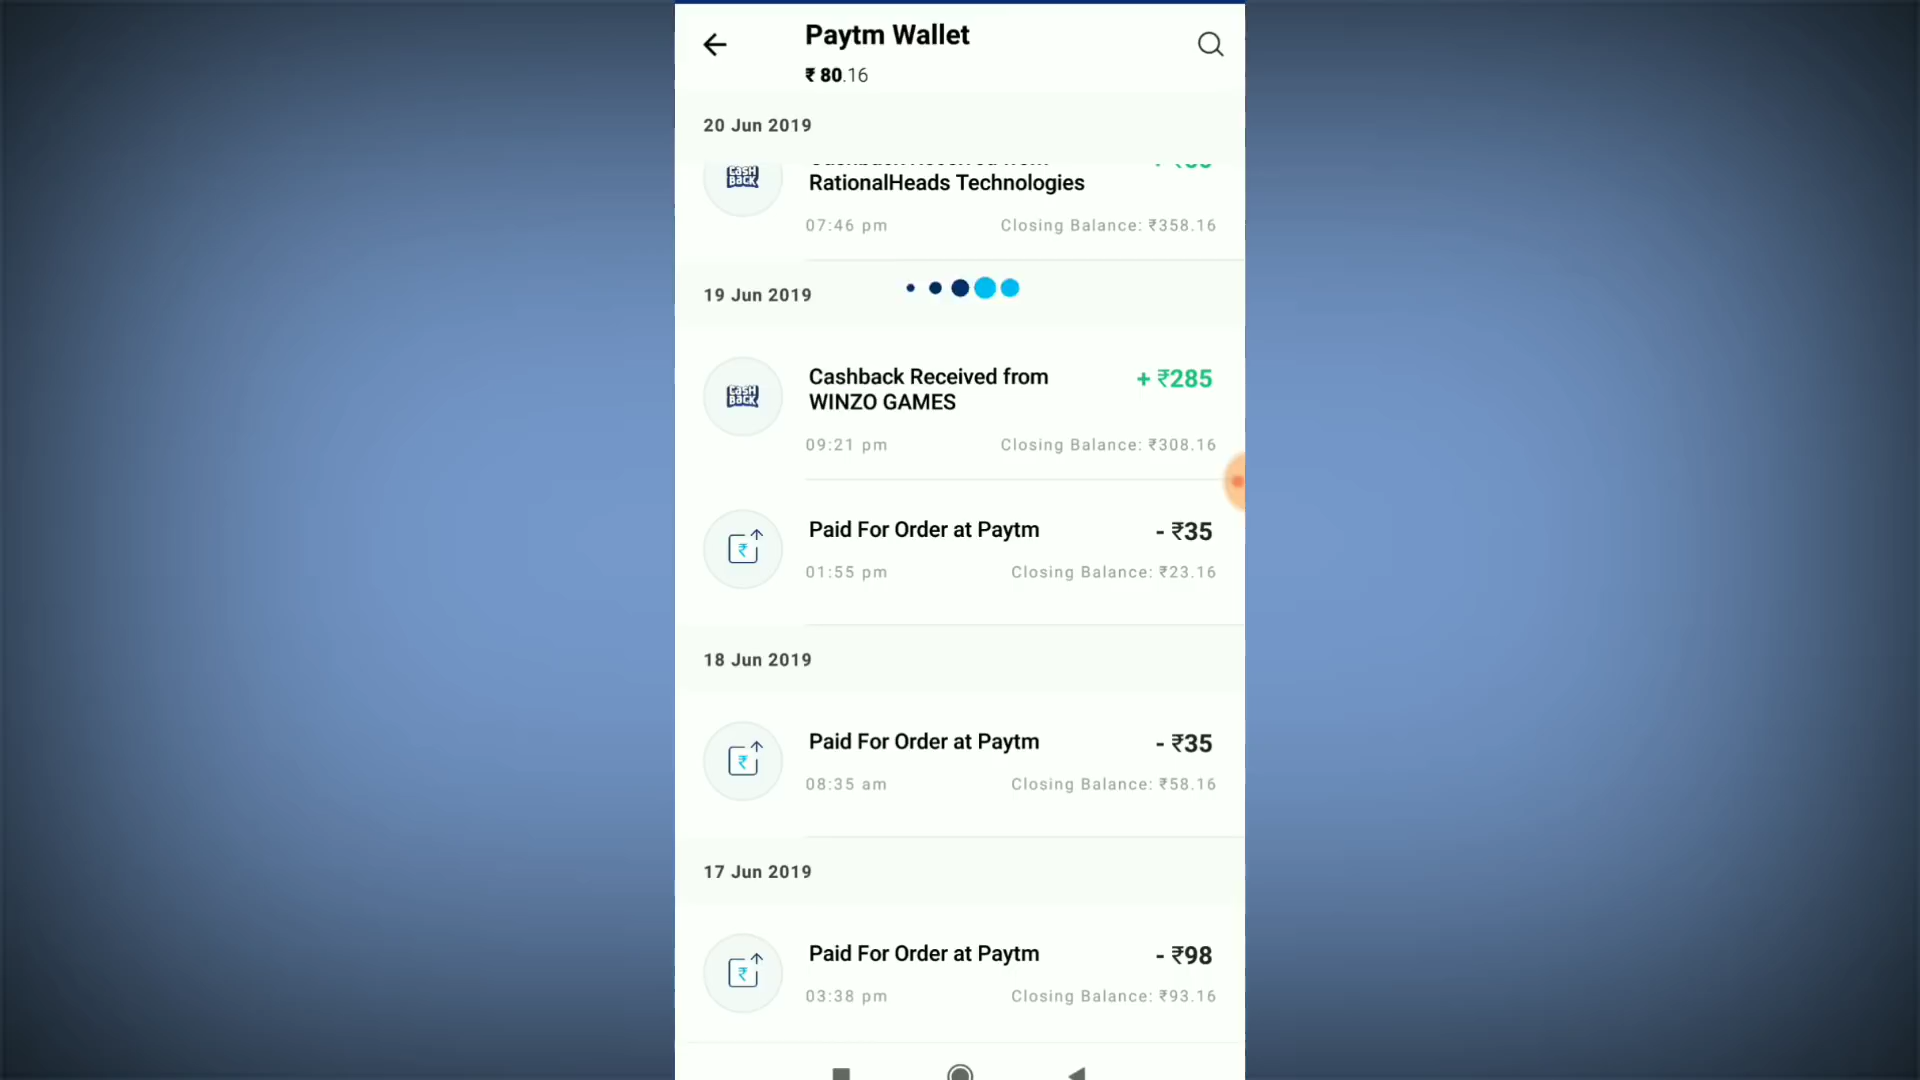 Paytm Wallet
₹ 80.16
20 Jun 2019
CASH BACK
RationalHeads Technologies
07:46 pm Closing Balance: ₹358.16
19 Jun 2019
Cashback Received from + ₹285
CASH BACK
WINZO GAMES
09:21 pm Closing Balance: ₹308.16
Paid For Order at Paytm - ₹35
₹
01:55 pm Closing Balance: ₹23.16
18 Jun 2019
Paid For Order at Paytm - ₹35
₹
08:35 am Closing Balance: ₹58.16
17 Jun 2019
Paid For Order at Paytm - ₹98
₹
03:38 pm Closing Balance: ₹93.16